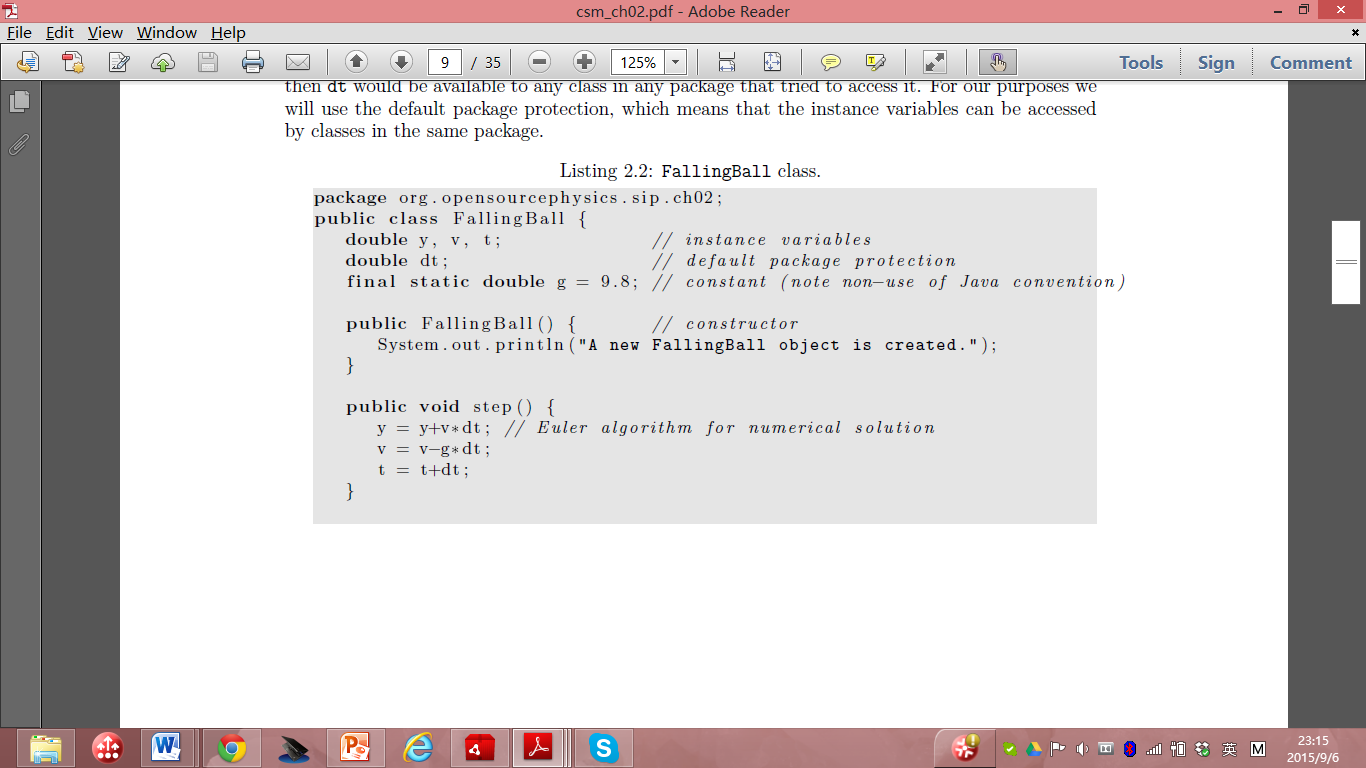 csm_ch02.pdf - Adobe Reader
File Edit View Window Help
9 / 35 125% Tools Sign Comment
then dt would be available to any class in any package that tried to access it. For our purposes we
will use the default package protection, which means that the instance variables can be accessed
by classes in the same package.
Listing 2.2: FallingBall class.
package org.opensourcephysics.sip.ch02;
public class FallingBall {
double y, v, t; // instance variables
double dt; // default package protection
final static double g = 9.8; // constant (note non−use of Java convention)
public FallingBall() { // constructor
System.out.println("A new FallingBall object is created.");
}
public void step() {
y = y+v*dt; // Euler algorithm for numerical solution
v = v−g*dt;
t = t+dt;
}
英 M 23:15
2015/9/6